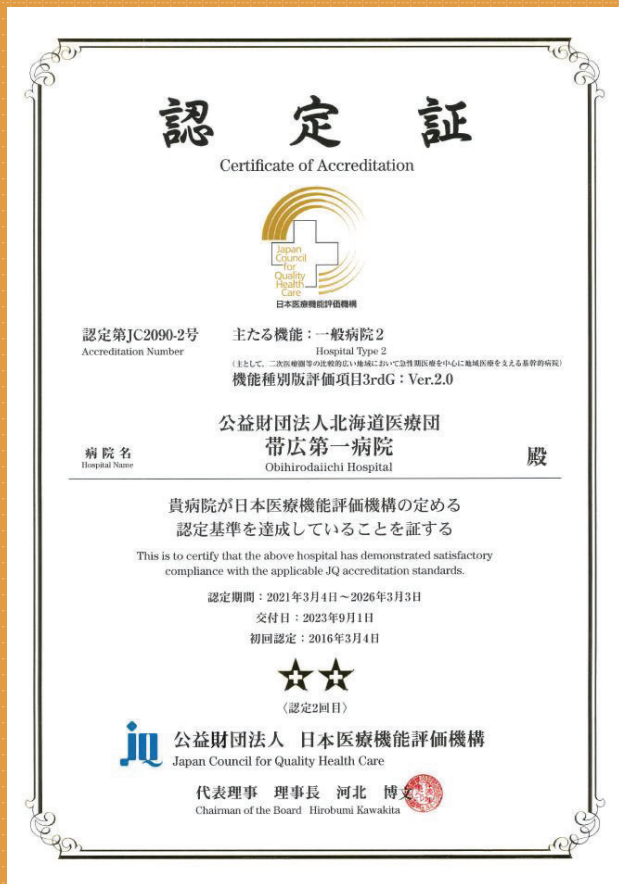 認定証
Certificate of Accreditation
Japan
Council
for
Quality
Health
Care
日本医療機能評価機構
認定第JC2090-2号
Accreditation Number
主たる機能：一般病院2
Hospital Type 2
(主として、二次医療圏等の比較的広い地域において急性期医療を中心に地域医療を支える基幹的病院)
機能種別版評価項目3rdG：Ver.2.0
公益財団法人北海道医療団
病院名
Hospital Name
帯広第一病院
Obihirodaiichi Hospital
殿
貴病院が日本医療機能評価機構の定める
認定基準を達成していることを証する
This is to certify that the above hospital has demonstrated satisfactory
compliance with the applicable JQ accreditation standards.
認定期間：2021年3月4日～2026年3月3日
交付日：2023年9月1日
初回認定：2016年3月4日
〈認定2回目〉
jQ 公益財団法人 日本医療機能評価機構
Japan Council for Quality Health Care
代表理事 理事長 河北 博文
Chairman of the Board Hirobumi Kawakita